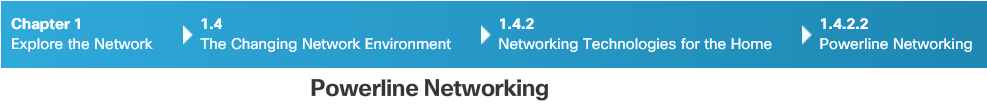 Chapter 1
Explore the Network
1.4
The Changing Network Environment
1.4.2
Networking Technologies for the Home
1.4.2.2
Powerline Networking
Powerline Networking